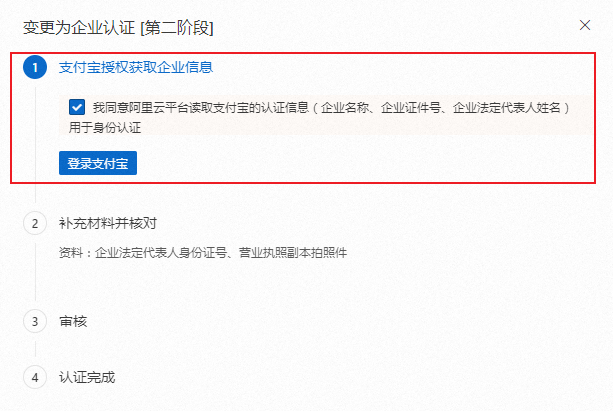 变更为企业认证 [第二阶段]
1 支付宝授权获取企业信息
我同意阿里云平台读取支付宝的认证信息（企业名称、企业证件号、企业法定代表人姓名）
用于身份认证
登录支付宝
2 补充材料并核对
资料：企业法定代表人身份证号、营业执照副本拍照件
3 审核
4 认证完成